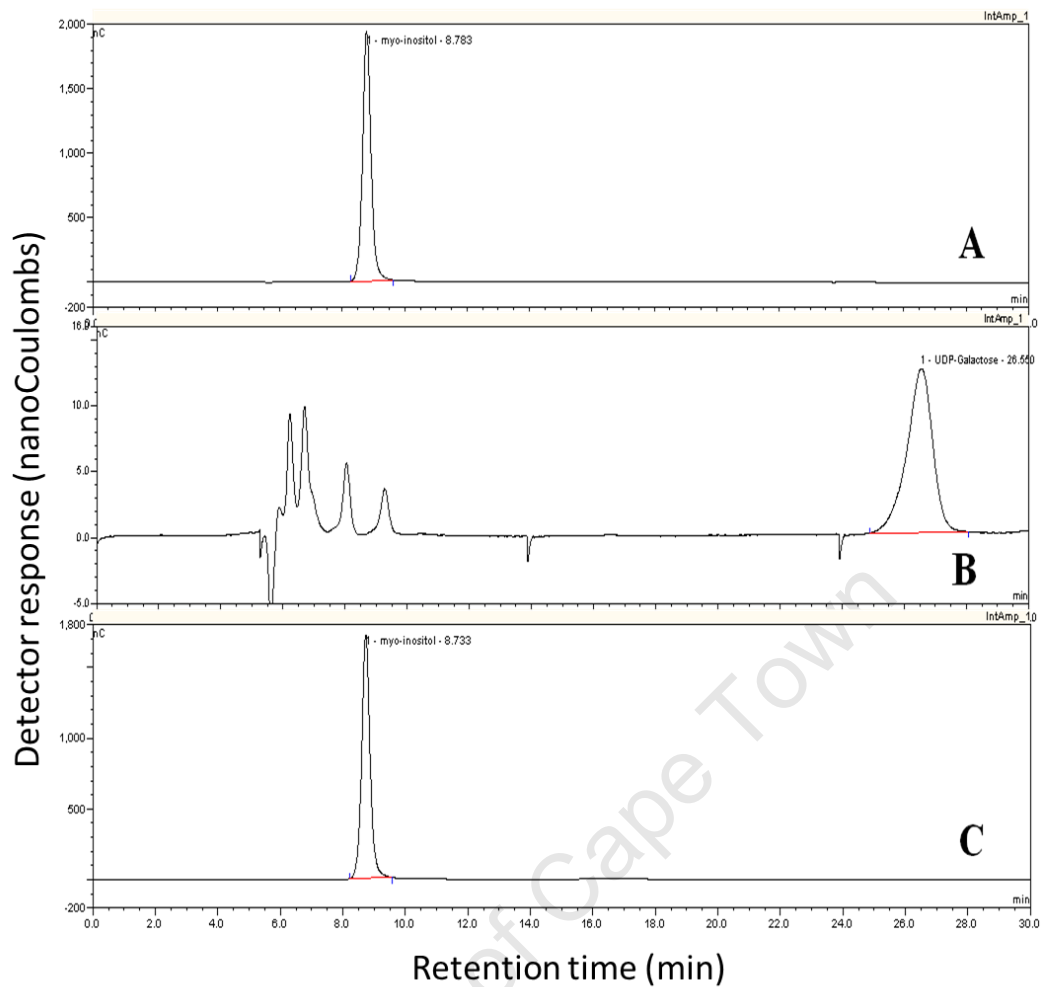 IntAmp_1
2,000
nC
1 - myo-inositol - 8.783
1,500
1,000
500
A
-200
min
IntAmp_1
16.0
nC
1 - UDP-Galactose - 26.550
10.0
5.0
0.0
B
-5.0
min
IntAmp_1
1,800
nC
1 - myo-inositol - 8.733
1,000
500
C
-200
min
0.0 2.0 4.0 6.0 8.0 10.0 12.0 14.0 16.0 18.0 20.0 22.0 24.0 26.0 28.0 30.0
Retention time (min)
Detector response (nanoCoulombs)
of Cape Town